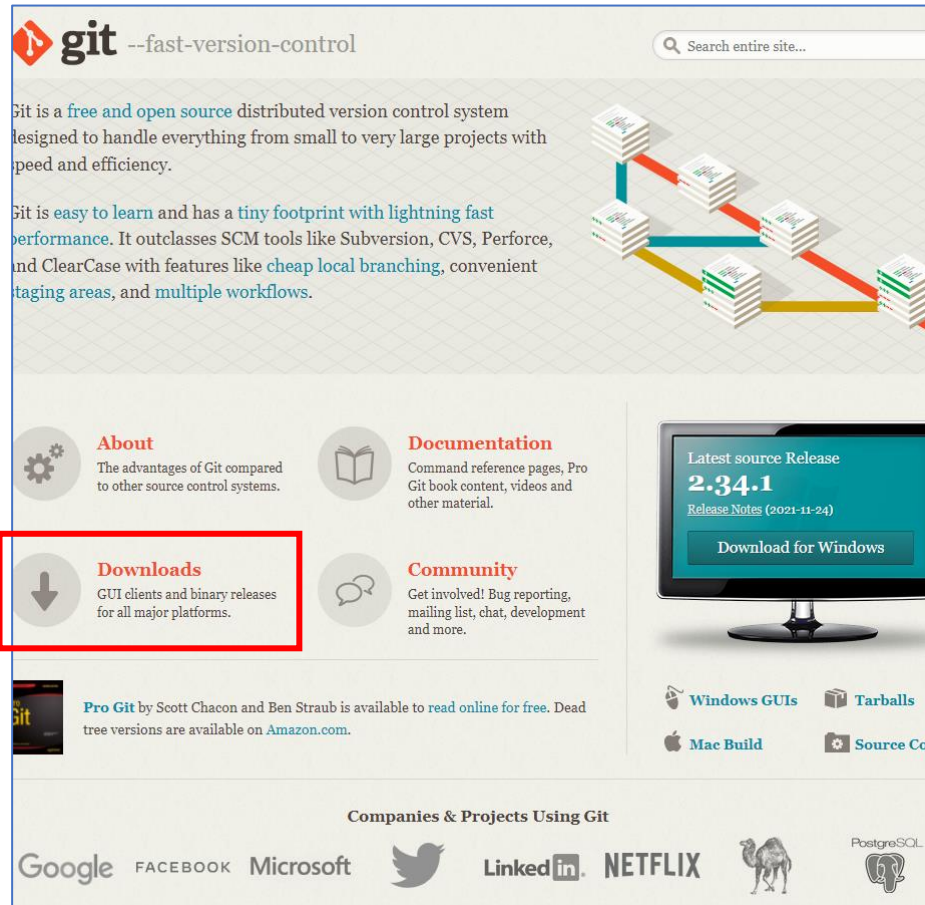 git --fast-version-control
Search entire site...
Git is a free and open source distributed version control system
designed to handle everything from small to very large projects with
speed and efficiency.
Git is easy to learn and has a tiny footprint with lightning fast
performance. It outclasses SCM tools like Subversion, CVS, Perforce,
and ClearCase with features like cheap local branching, convenient
staging areas, and multiple workflows.
About
The advantages of Git compared
to other source control systems.
Documentation
Command reference pages, Pro
Git book content, videos and
other material.
Downloads
GUI clients and binary releases
for all major platforms.
Community
Get involved! Bug reporting,
mailing list, chat, development
and more.
Latest source Release
2.34.1
Release Notes (2021-11-24)
Download for Windows
Pro Git by Scott Chacon and Ben Straub is available to read online for free. Dead
tree versions are available on Amazon.com.
Windows GUIs
Tarballs
Mac Build
Source Co
Companies & Projects Using Git
Google FACEBOOK Microsoft Linked in. NETFLIX PostgreSQL